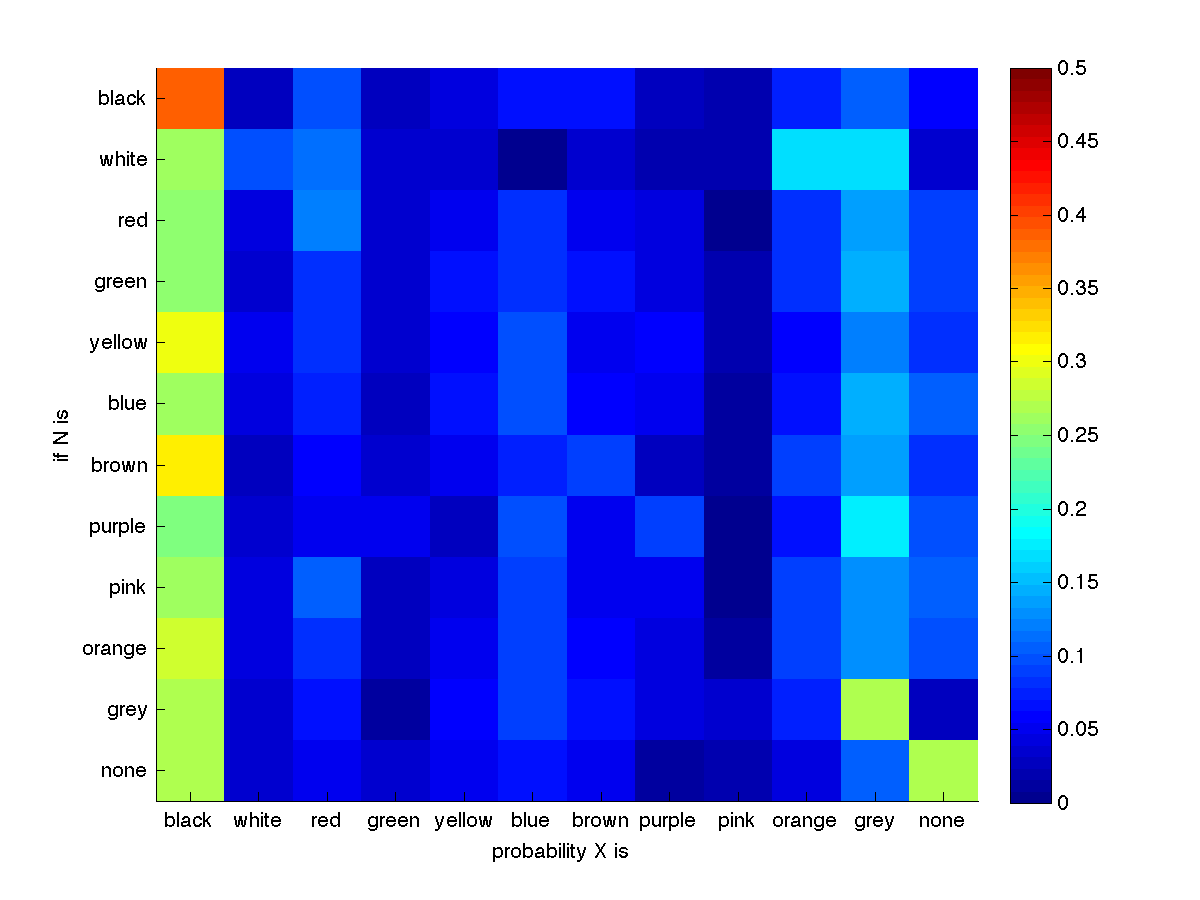 black
white
red
green
yellow
blue
brown
purple
pink
orange
grey
none
if N is
black white red green yellow blue brown purple pink orange grey none
probability X is
0.5
0.45
0.4
0.35
0.3
0.25
0.2
0.15
0.1
0.05
0